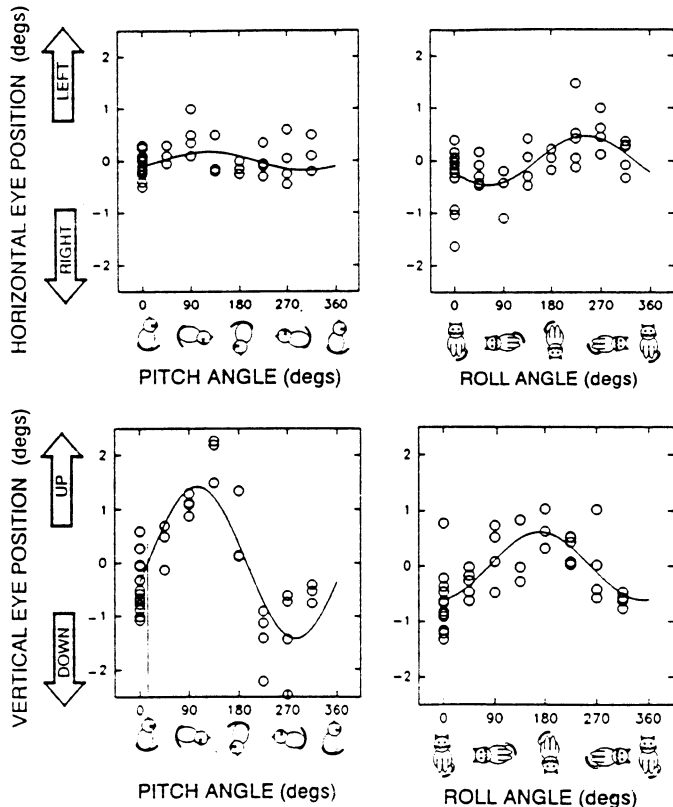 HORIZONTAL EYE POSITION (degs)
LEFT
RIGHT
2
1
0
-1
-2
0 90 180 270 360
PITCH ANGLE (degs)
2
1
0
-1
-2
0 90 180 270 360
ROLL ANGLE (degs)
VERTICAL EYE POSITION (degs)
UP
DOWN
2
1
0
-1
-2
0 90 180 270 360
PITCH ANGLE (degs)
2
1
0
-1
-2
0 90 180 270 360
ROLL ANGLE (degs)